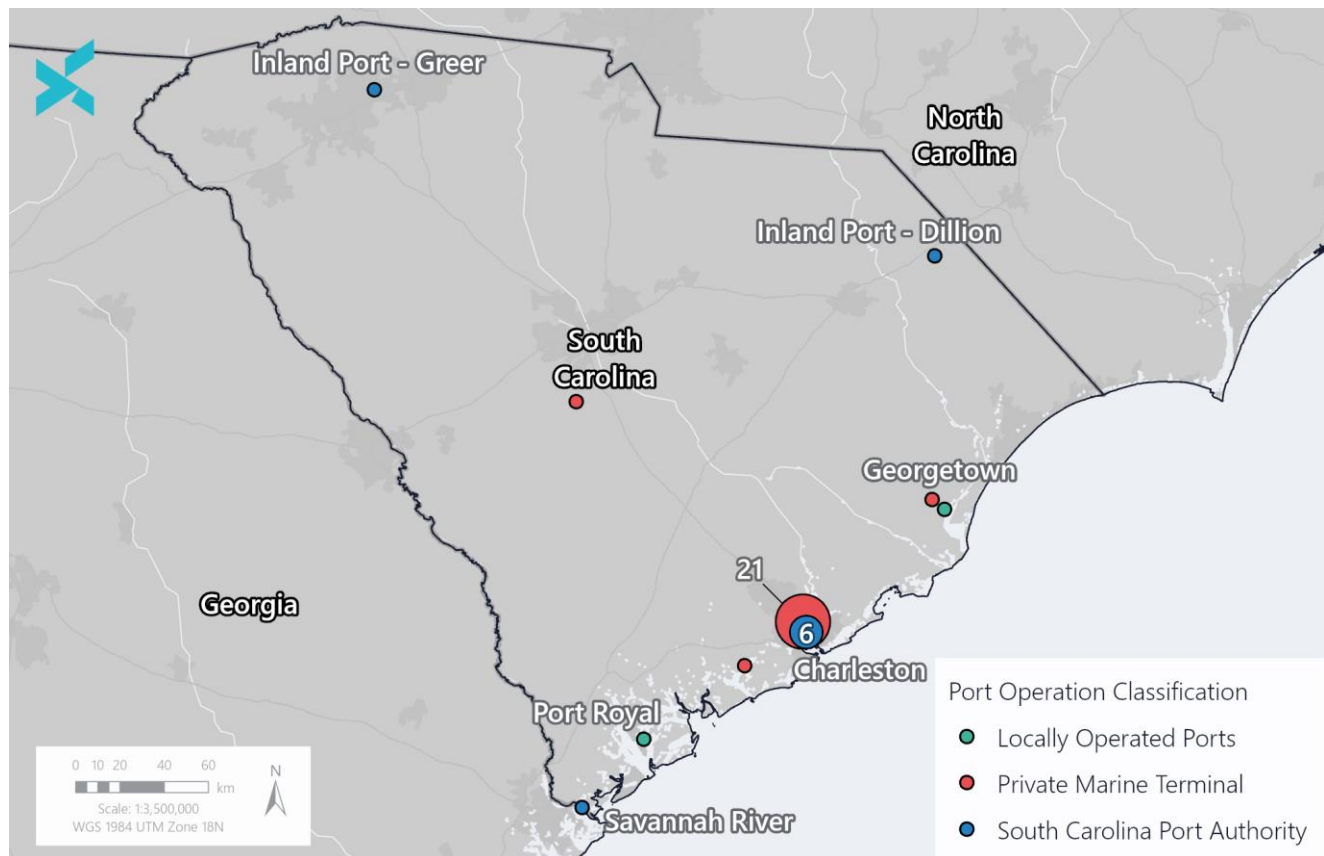 Inland Port - Greer
North
Carolina
Inland Port - Dillion
South
Carolina
Georgetown
21
Georgia
6
Charleston
Port Royal
Savannah River
0 10 20 40 60
km
Scale: 1:3,500,000
WGS 1984 UTM Zone 18N
N
Port Operation Classification
Locally Operated Ports
Private Marine Terminal
South Carolina Port Authority